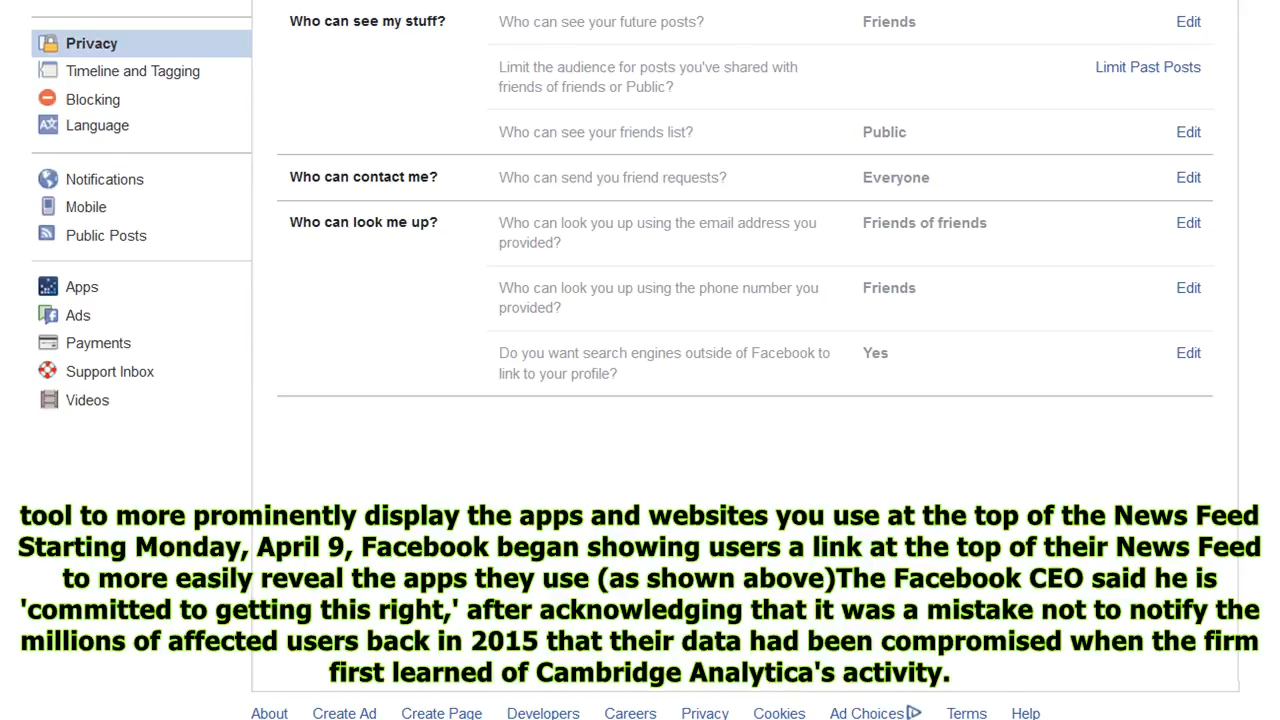 Privacy
Timeline and Tagging
Blocking
Language
Notifications
Mobile
Public Posts
Apps
Ads
Payments
Support Inbox
Videos
Who can see my stuff? Who can see your future posts? Friends Edit
Limit the audience for posts you've shared with
friends of friends or Public? Limit Past Posts
Who can see your friends list? Public Edit
Who can contact me? Who can send you friend requests? Everyone Edit
Who can look me up? Who can look you up using the email address you
provided? Friends of friends Edit
Who can look you up using the phone number you
provided? Friends Edit
Do you want search engines outside of Facebook to
link to your profile? Yes Edit
tool to more prominently display the apps and websites you use at the top of the News Feed
Starting Monday, April 9, Facebook began showing users a link at the top of their News Feed
to more easily reveal the apps they use (as shown above)The Facebook CEO said he is
'committed to getting this right,' after acknowledging that it was a mistake not to notify the
millions of affected users back in 2015 that their data had been compromised when the firm
first learned of Cambridge Analytica's activity.
About Create Ad Create Page Developers Careers Privacy Cookies Ad Choices Terms Help